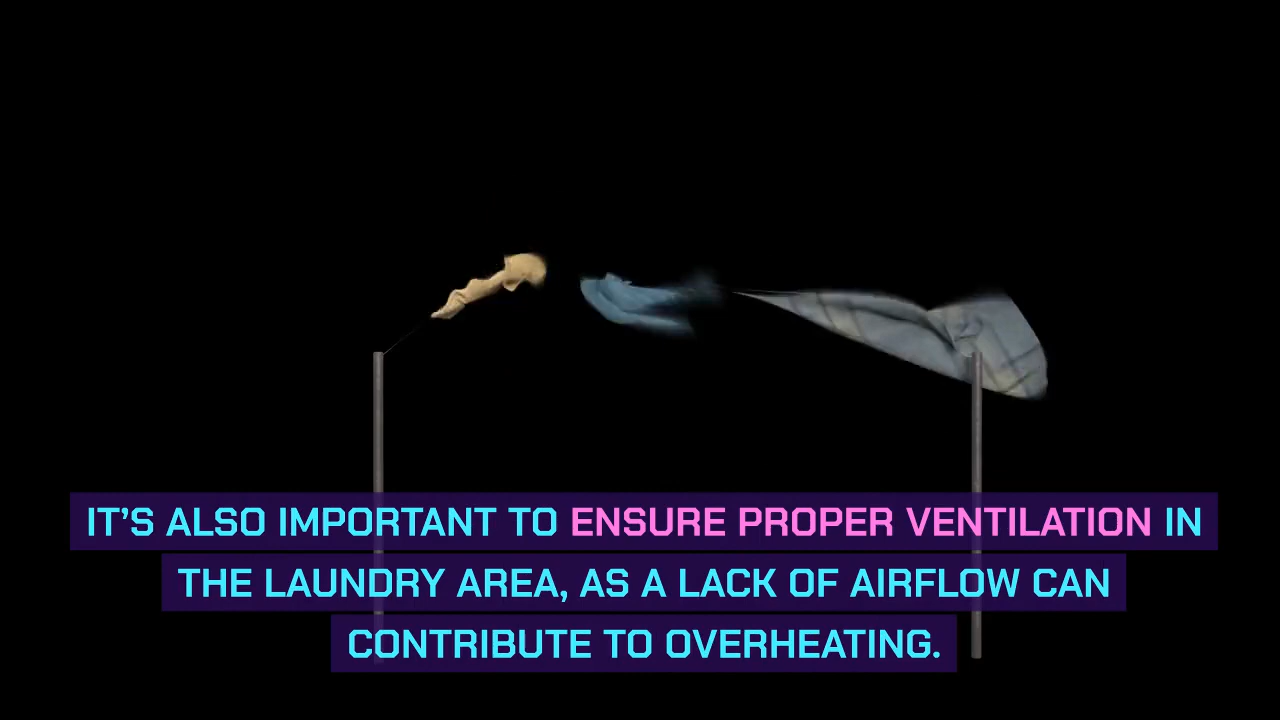 IT'S ALSO IMPORTANT TO ENSURE PROPER VENTILATION IN
THE LAUNDRY AREA, AS A LACK OF AIRFLOW CAN
CONTRIBUTE TO OVERHEATING.